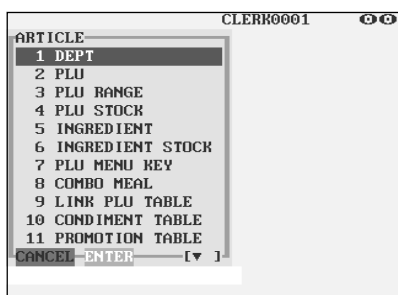 CLERK0001
ARTICLE
1 DEPT
2 PLU
3 PLU RANGE
4 PLU STOCK
5 INGREDIENT
6 INGREDIENT STOCK
7 PLU MENU KEY
8 COMBO MEAL
9 LINK PLU TABLE
10 CONDIMENT TABLE
11 PROMOTION TABLE
CANCEL ENTER [▼ ]